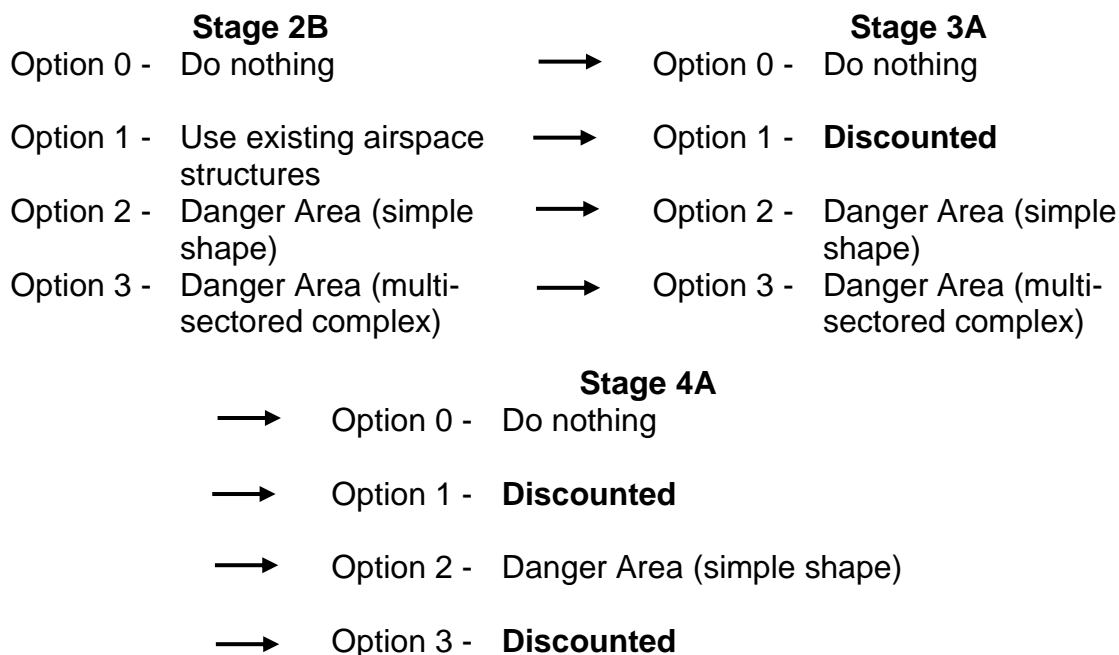 Stage 2B Stage 3A
Option 0 - Do nothing Option 0 - Do nothing
Option 1 - Use existing airspace Option 1 - Discounted
structures
Option 2 - Danger Area (simple Option 2 - Danger Area (simple
shape) shape)
Option 3 - Danger Area (multi- Option 3 - Danger Area (multi-
sectored complex) sectored complex)
Stage 4A
Option 0 - Do nothing
Option 1 - Discounted
Option 2 - Danger Area (simple shape)
Option 3 - Discounted